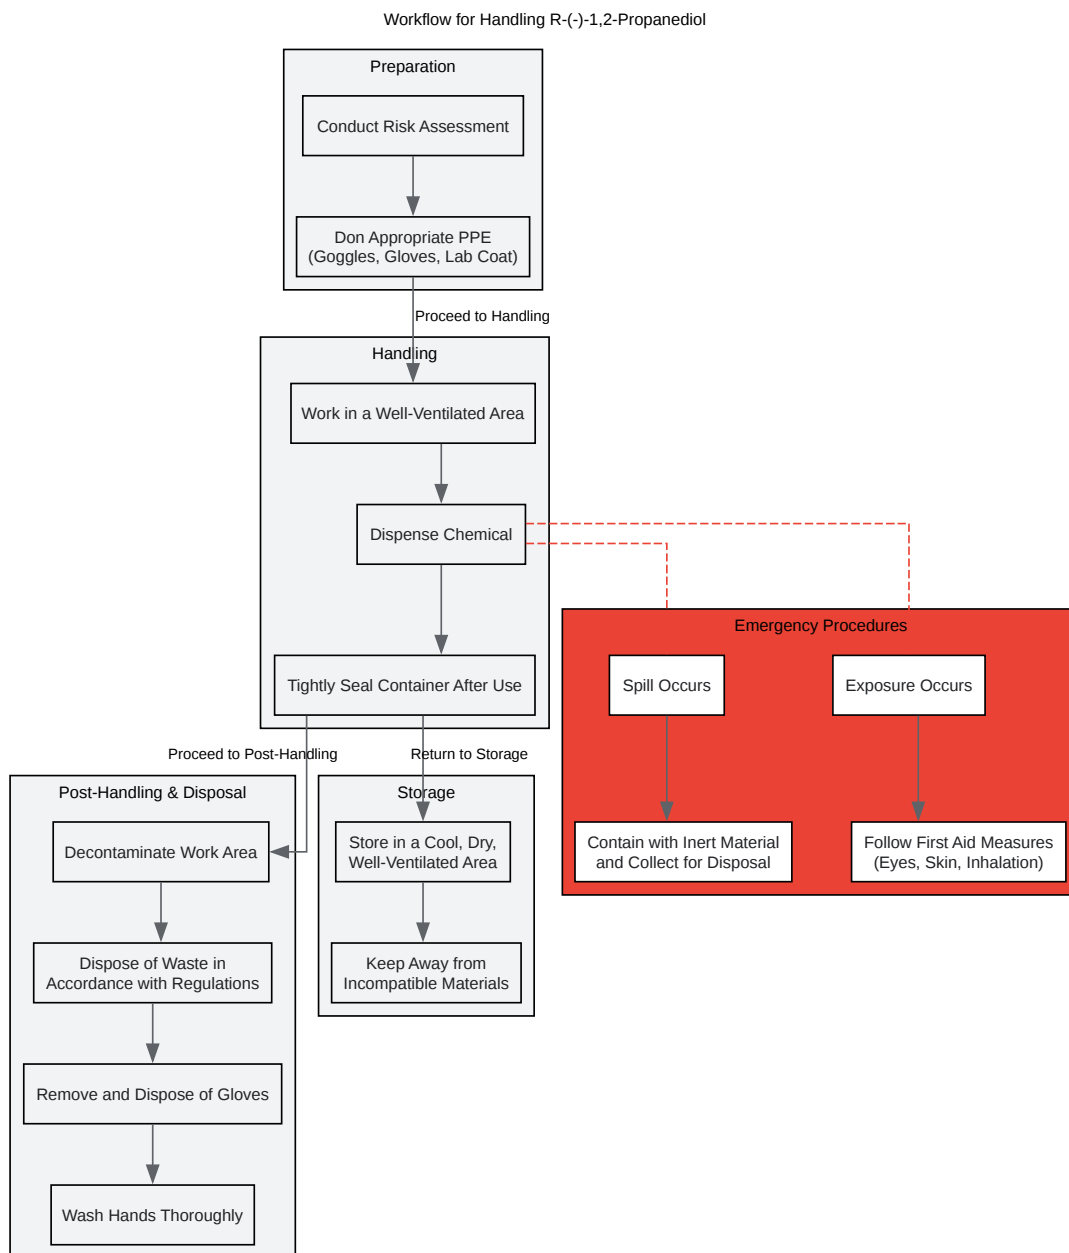 Workflow for Handling R-(-)-1,2-Propanediol
Preparation
Conduct Risk Assessment
Don Appropriate PPE
(Goggles, Gloves, Lab Coat)
Proceed to Handling
Handling
Work in a Well-Ventilated Area
Dispense Chemical
Tightly Seal Container After Use
Emergency Procedures
Spill Occurs
Exposure Occurs
Contain with Inert Material
and Collect for Disposal
Follow First Aid Measures
(Eyes, Skin, Inhalation)
Proceed to Post-Handling
Return to Storage
Post-Handling & Disposal
Decontaminate Work Area
Dispose of Waste in
Accordance with Regulations
Remove and Dispose of Gloves
Wash Hands Thoroughly
Storage
Store in a Cool, Dry,
Well-Ventilated Area
Keep Away from
Incompatible Materials